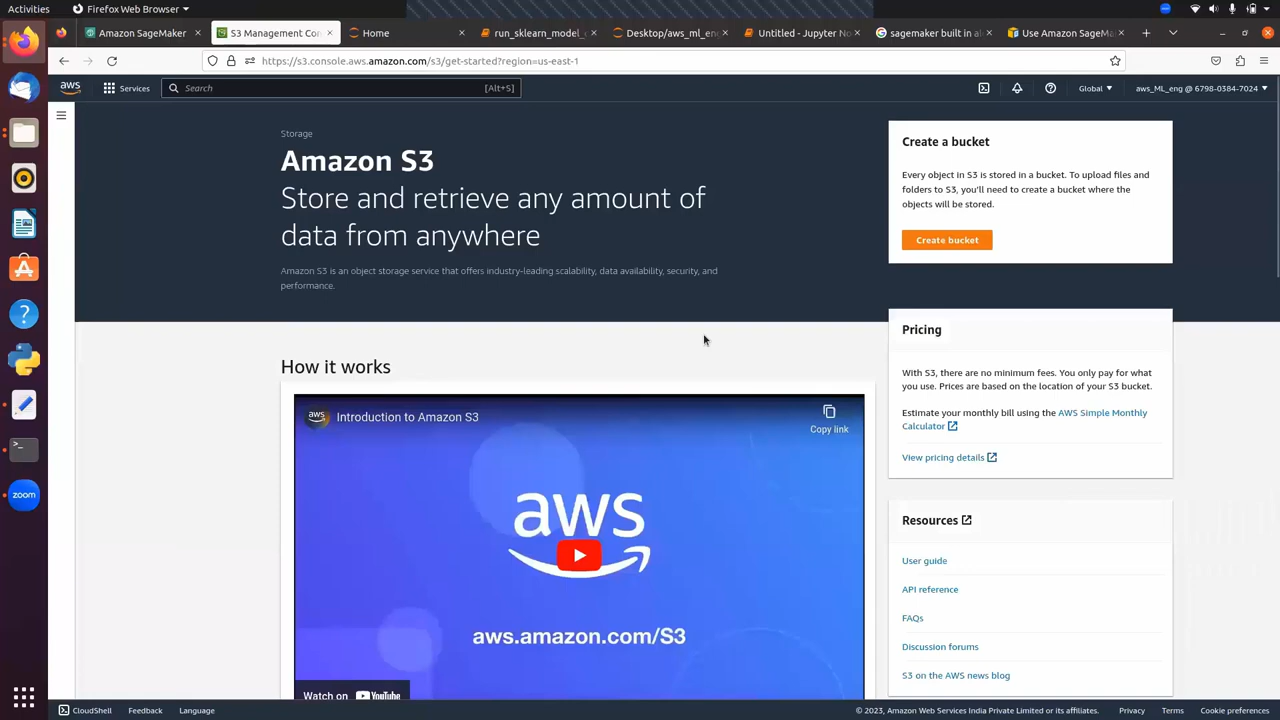 Activities
Firefox Web Browser
Amazon SageMaker
S3 Management Con
Home
run_sklearn_model_c
Desktop/aws_ml_eng
Untitled - Jupyter No
sagemaker built in al
Use Amazon SageMa
https://s3.console.aws.amazon.com/s3/get-started?region=us-east-1
aws
Services
Search
[Alt+S]
Global
aws_ML_eng @ 6798-0384-7024
Storage
Amazon S3
Store and retrieve any amount of
data from anywhere
Amazon S3 is an object storage service that offers industry-leading scalability, data availability, security, and
performance.
Create a bucket
Every object in S3 is stored in a bucket. To upload files and
folders to S3, you'll need to create a bucket where the
objects will be stored.
Create bucket
Pricing
With S3, there are no minimum fees. You only pay for what
you use. Prices are based on the location of your S3 bucket.
Estimate your monthly bill using the AWS Simple Monthly
Calculator
View pricing details
How it works
aws
Introduction to Amazon S3
Copy link
aws
aws.amazon.com/S3
Watch on YouTube
Resources
User guide
API reference
FAQs
Discussion forums
S3 on the AWS news blog
zoom
CloudShell
Feedback
Language
© 2023, Amazon Web Services India Private Limited or its affiliates.
Privacy
Terms
Cookie preferences